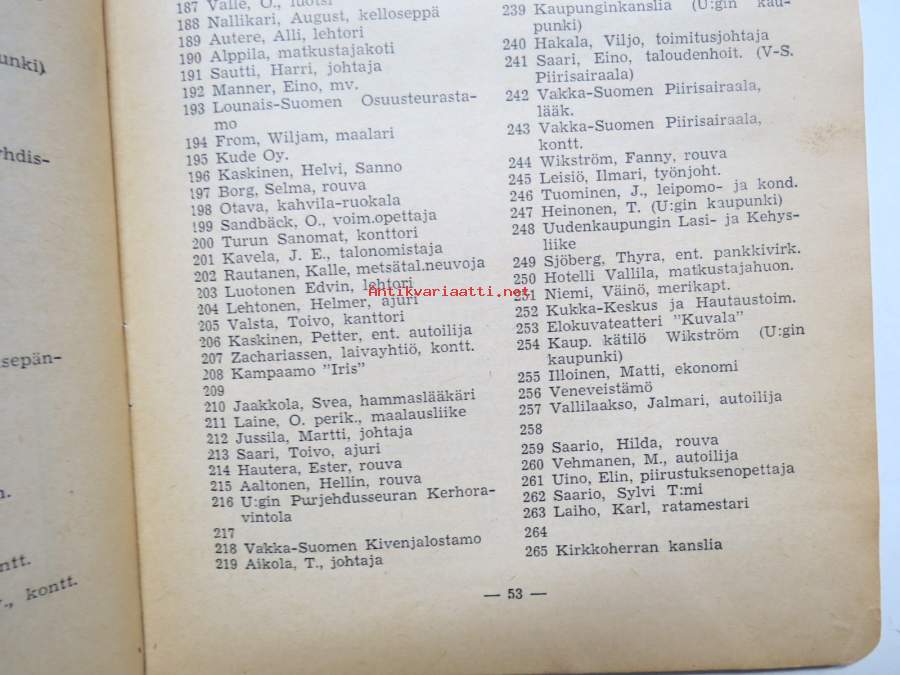 unki)
rhdis-
sepän-
n.
ntt.
., kontt.
187 Valle, O., luotsi
188 Nallikari, August, kelloseppä
189 Autere, Alli, lehtori
190 Alppila, matkustajakoti
191 Sautti, Harri, johtaja
192 Manner, Eino, mv.
193 Lounais-Suomen Osuusteurasta-
mo
194 From, Wiljam, maalari
195 Kude Oy.
196 Kaskinen, Helvi, Sanno
197 Borg, Selma, rouva
198 Otava, kahvila-ruokala
199 Sandbäck, O., voim.opettaja
200 Turun Sanomat, konttori
201 Kavela, J. E., talonomistaja
202 Rautanen, Kalle, metsätal.neuvoja
203 Luotonen Edvin, lehtori
204 Lehtonen, Helmer, ajuri
205 Valsta, Toivo, kanttori
206 Kaskinen, Petter, ent. autoilija
207 Zachariassen, laivayhtiö, kontt.
208 Kampaamo "Iris"
209
210 Jaakkola, Svea, hammaslääkäri
211 Laine, O. perik., maalausliike
212 Jussila, Martti, johtaja
213 Saari, Toivo, ajuri
214 Hautera, Ester, rouva
215 Aaltonen, Hellin, rouva
216 U:gin Purjehdusseuran Kerhora-
vintola
217
218 Vakka-Suomen Kivenjalostamo
219 Aikola, T., johtaja
239 Kaupunginkanslia (U:gin kau-
punki)
240 Hakala, Viljo, toimitusjohtaja
241 Saari, Eino, taloudenhoit. (V-S.
Piirisairaala)
242 Vakka-Suomen Piirisairaala,
lääk.
243 Vakka-Suomen Piirisairaala,
kontt.
244 Wikström, Fanny, rouva
245 Leisiö, Ilmari, työnjoht.
246 Tuominen, J., leipomo- ja kond.
247 Heinonen, T. (U:gin kaupunki)
248 Uudenkaupungin Lasi- ja Kehys-
liike
249 Sjöberg, Thyra, ent. pankkivirk.
250 Hotelli Vallila, matkustajahuon.
251 Niemi, Väinö, merikapt.
252 Kukka-Keskus ja Hautaustoim.
253 Elokuvateatteri "Kuvala"
254 Kaup. kätilö Wikström (U:gin
kaupunki)
255 Illoinen, Matti, ekonomi
256 Veneveistämö
257 Vallilaakso, Jalmari, autoilija
258
259 Saario, Hilda, rouva
260 Vehmanen, M., autoilija
261 Uino, Elin, piirustuksenopettaja
262 Saario, Sylvi T:mi
263 Laiho, Karl, ratamestari
264
265 Kirkkoherran kanslia
— 53 —
Antikvariaatti.net